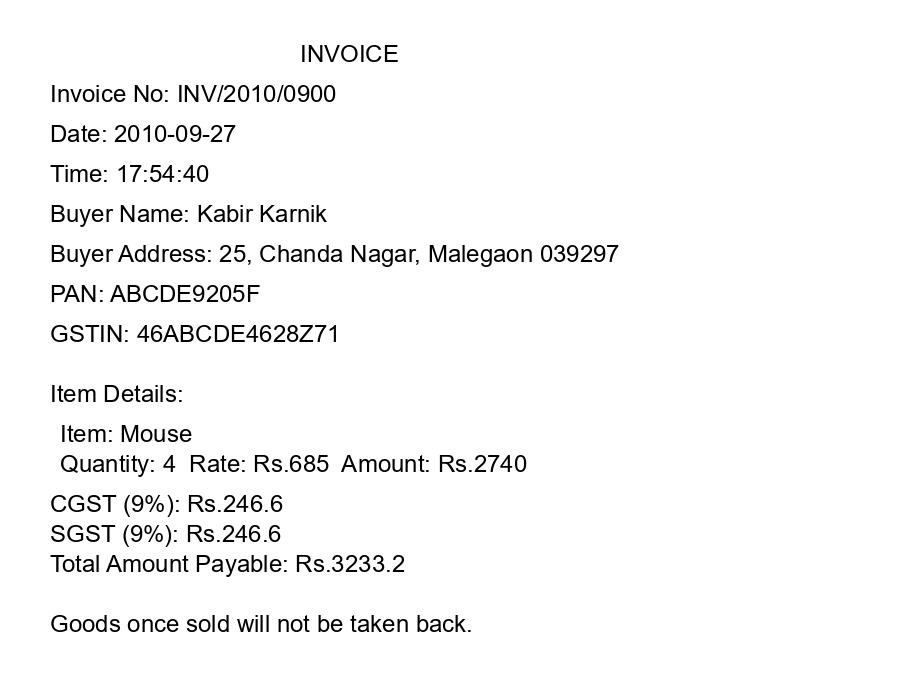 INVOICE
Invoice No: INV/2010/0900
Date: 2010-09-27
Time: 17:54:40
Buyer Name: Kabir Karnik
Buyer Address: 25, Chanda Nagar, Malegaon 039297
PAN: ABCDE9205F
GSTIN: 46ABCDE4628Z71
Item Details:
Item: Mouse
Quantity: 4  Rate: Rs.685  Amount: Rs.2740
CGST (9%): Rs.246.6
SGST (9%): Rs.246.6
Total Amount Payable: Rs.3233.2
Goods once sold will not be taken back.